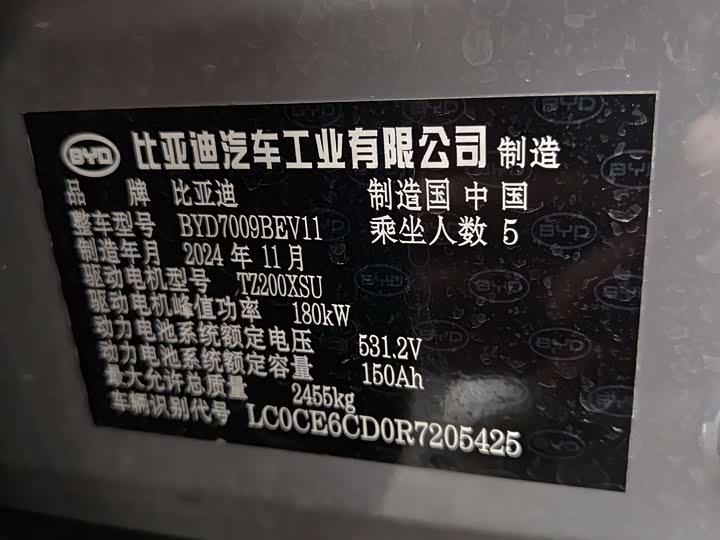 BYD 比亚迪汽车工业有限公司 制造
品 牌 比亚迪 制造国 中国
整车型号 BYD7009BEV11 乘坐人数 5
制造年月 2024 年 11 月
驱动电机型号 TZ200XSU
驱动电机峰值功率 180kW
动力电池系统额定电压 531.2V
动力电池系统额定容量 150Ah
最大允许总质量 2455kg
车辆识别代号 LC0CE6CD0R7205425